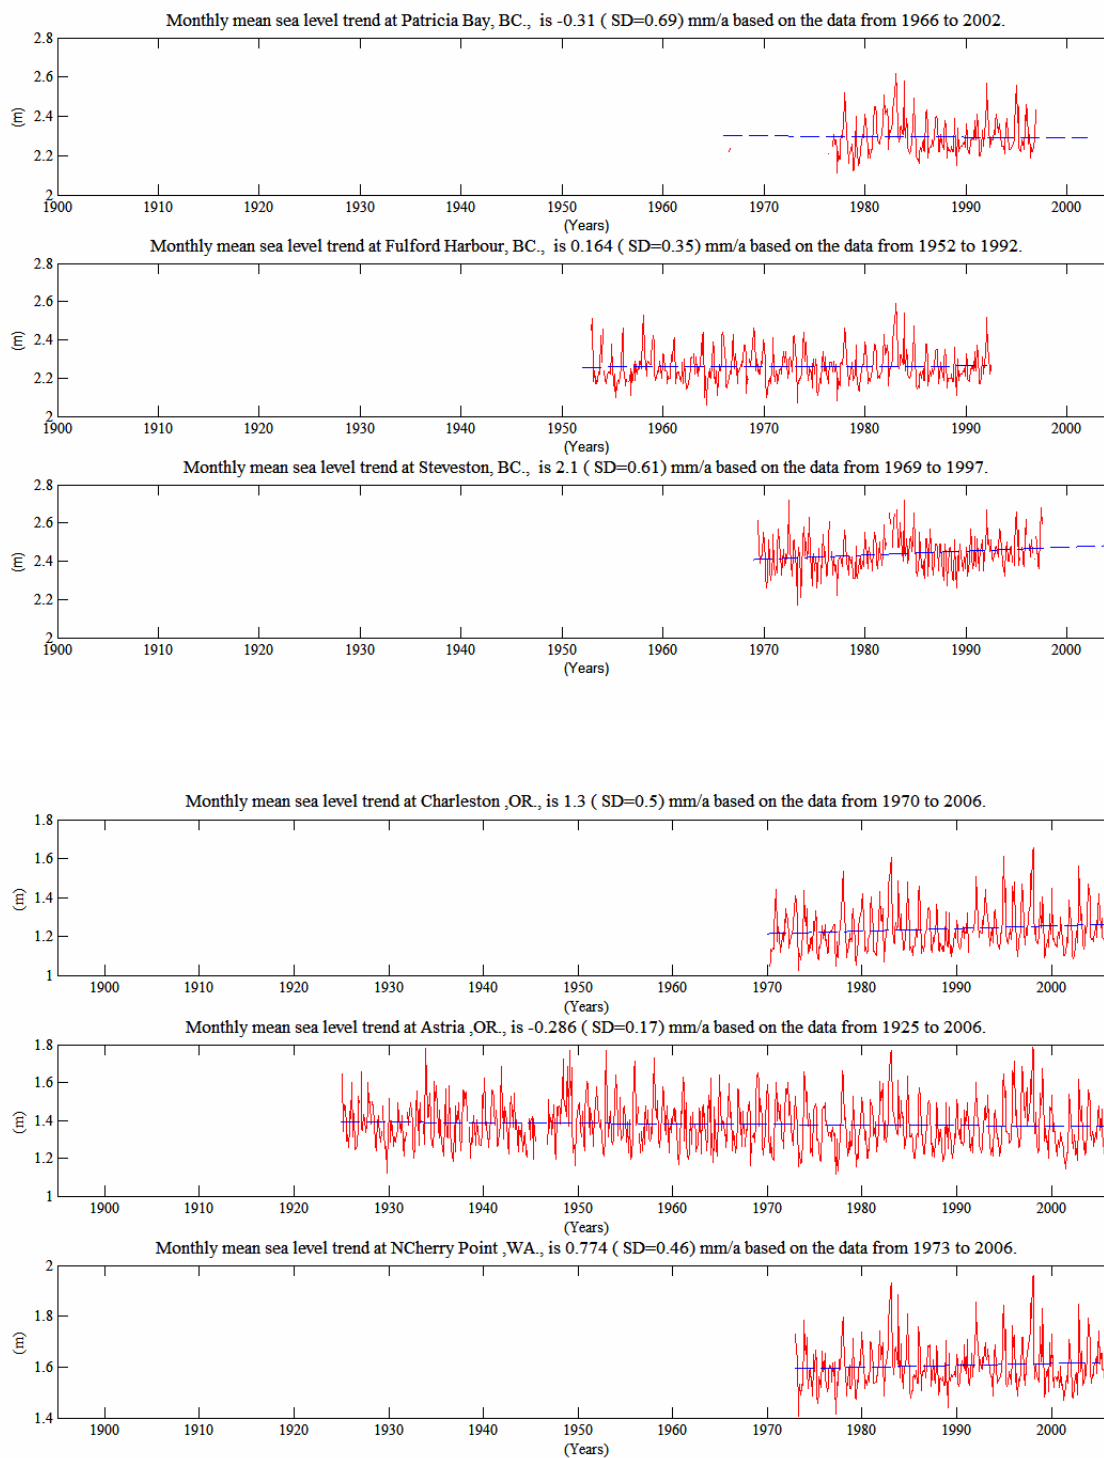 Monthly mean sea level trend at Patricia Bay, BC., is -0.31 ( SD=0.69) mm/a based on the data from 1966 to 2002.
2.8
2.6
2.4
2.2
2
(m)
1900 1910 1920 1930 1940 1950 1960 1970 1980 1990 2000
(Years)
Monthly mean sea level trend at Fulford Harbour, BC., is 0.164 ( SD=0.35) mm/a based on the data from 1952 to 1992.
2.8
2.6
2.4
2.2
2
(m)
1900 1910 1920 1930 1940 1950 1960 1970 1980 1990 2000
(Years)
Monthly mean sea level trend at Steveston, BC., is 2.1 ( SD=0.61) mm/a based on the data from 1969 to 1997.
2.8
2.6
2.4
2.2
2
(m)
1900 1910 1920 1930 1940 1950 1960 1970 1980 1990 2000
(Years)
Monthly mean sea level trend at Charleston ,OR., is 1.3 ( SD=0.5) mm/a based on the data from 1970 to 2006.
1.8
1.6
1.4
1.2
1
(m)
1900 1910 1920 1930 1940 1950 1960 1970 1980 1990 2000
(Years)
Monthly mean sea level trend at Astria ,OR., is -0.286 ( SD=0.17) mm/a based on the data from 1925 to 2006.
1.8
1.6
1.4
1.2
1
(m)
1900 1910 1920 1930 1940 1950 1960 1970 1980 1990 2000
(Years)
Monthly mean sea level trend at NCherry Point ,WA., is 0.774 ( SD=0.46) mm/a based on the data from 1973 to 2006.
2
1.8
1.6
1.4
(m)
1900 1910 1920 1930 1940 1950 1960 1970 1980 1990 2000
(Years)